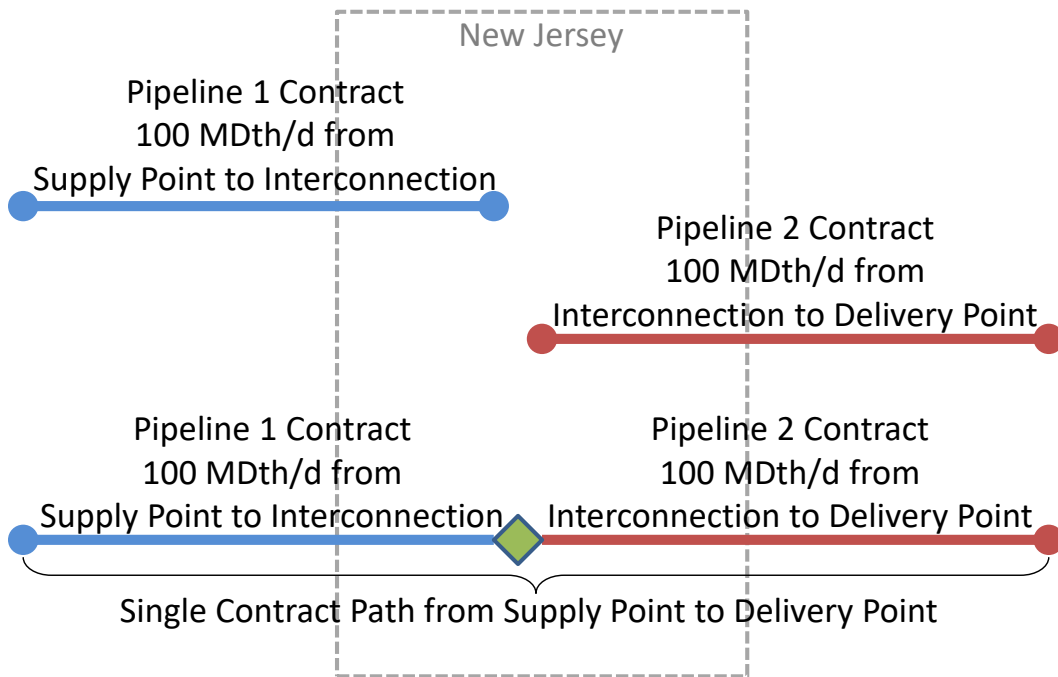 New Jersey
Pipeline 1 Contract
100 MDth/d from
Supply Point to Interconnection
Pipeline 2 Contract
100 MDth/d from
Interconnection to Delivery Point
Pipeline 1 Contract
100 MDth/d from
Supply Point to Interconnection
Pipeline 2 Contract
100 MDth/d from
Interconnection to Delivery Point
Single Contract Path from Supply Point to Delivery Point